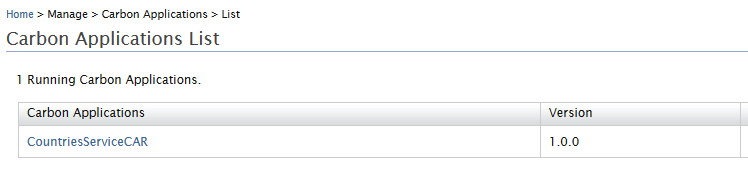 Home > Manage > Carbon Applications > List
Carbon Applications List
1 Running Carbon Applications.
Carbon Applications Version
CountriesServiceCAR 1.0.0